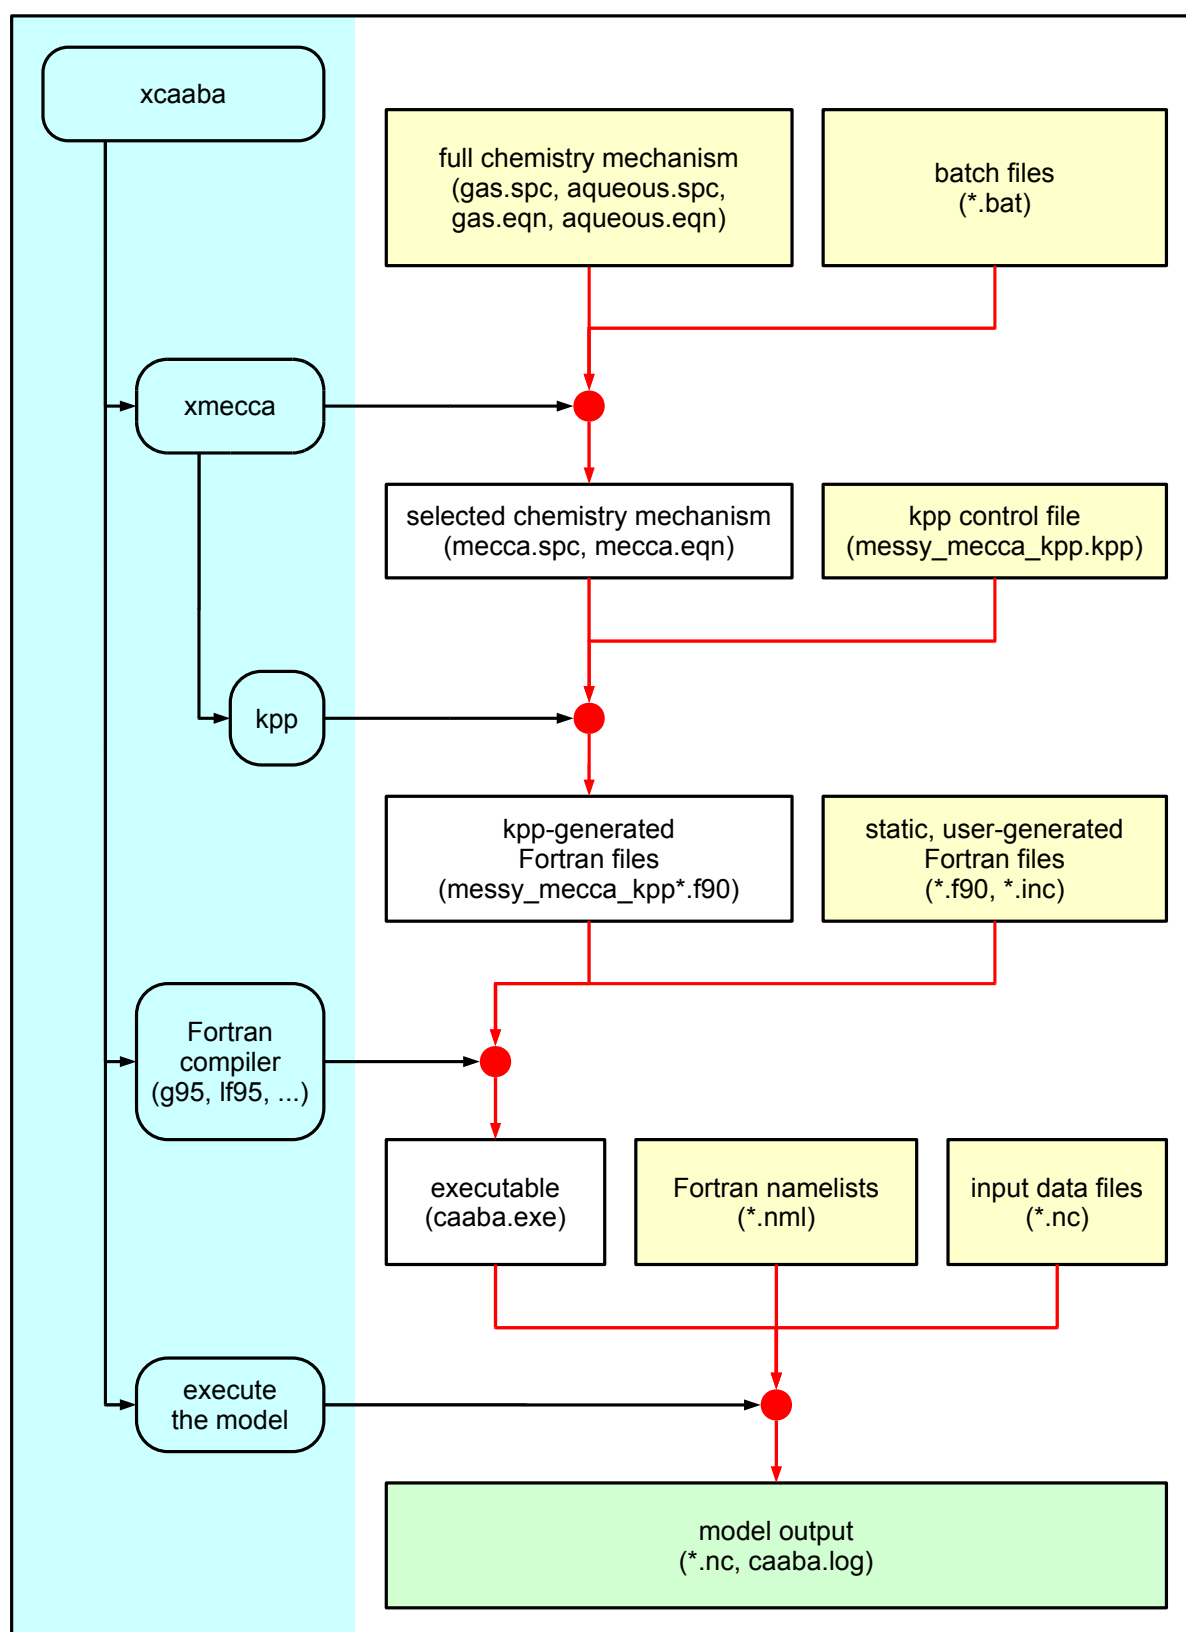 xcaaba
full chemistry mechanism
(gas.spc, aqueous.spc,
gas.eqn, aqueous.eqn)
batch files
(*.bat)
xmecca
selected chemistry mechanism
(mecca.spc, mecca.eqn)
kpp control file
(messy_mecca_kpp.kpp)
kpp
kpp-generated
Fortran files
(messy_mecca_kpp*.f90)
static, user-generated
Fortran files
(*.f90, *.inc)
Fortran
compiler
(g95, lf95, ...)
executable
(caaba.exe)
Fortran namelists
(*.nml)
input data files
(*.nc)
execute
the model
model output
(*.nc, caaba.log)